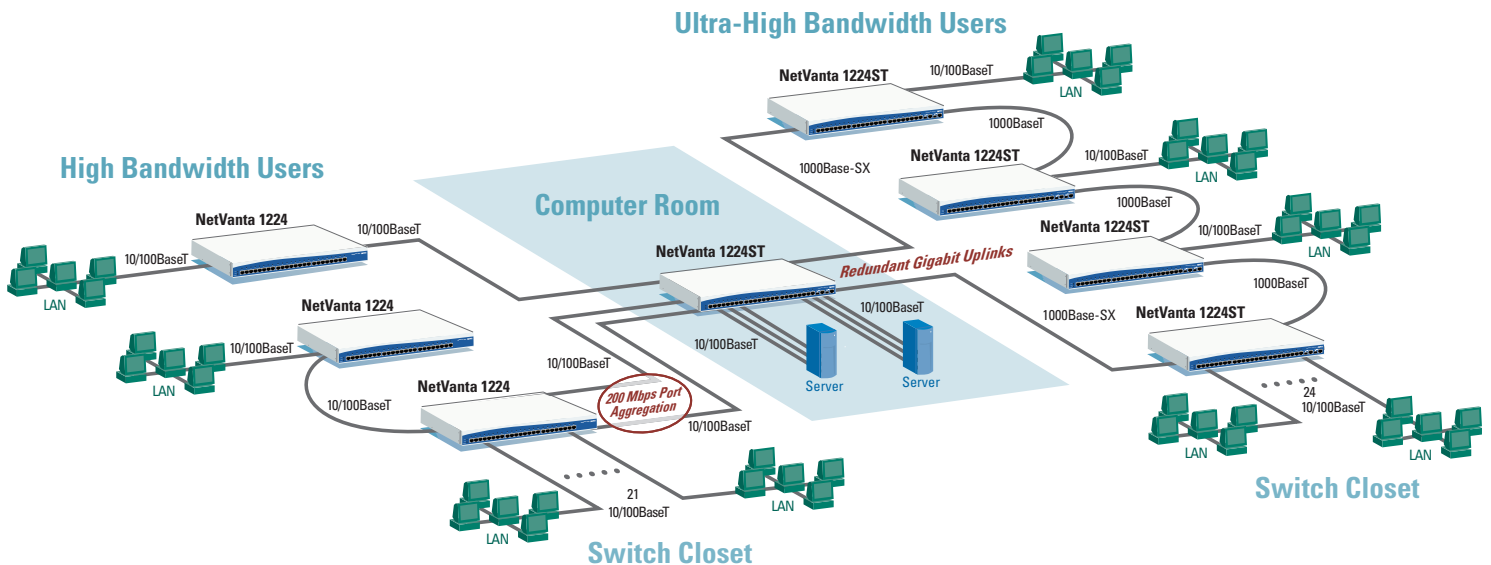 Ultra-High Bandwidth Users
NetVanta 1224ST
10/100BaseT
LAN
1000BaseT
NetVanta 1224ST
10/100BaseT
LAN
1000Base-SX
1000BaseT
High Bandwidth Users
Computer Room
NetVanta 1224
10/100BaseT
10/100BaseT
LAN
NetVanta 1224ST
Redundant Gigabit Uplinks
NetVanta 1224ST
10/100BaseT
LAN
1000BaseT
NetVanta 1224
10/100BaseT
LAN
10/100BaseT
10/100BaseT
Server
Server
1000Base-SX
NetVanta 1224ST
10/100BaseT
NetVanta 1224
10/100BaseT
200 Mbps Port
Aggregation
10/100BaseT
24
10/100BaseT
LAN
LAN
21
10/100BaseT
LAN
LAN
Switch Closet
Switch Closet